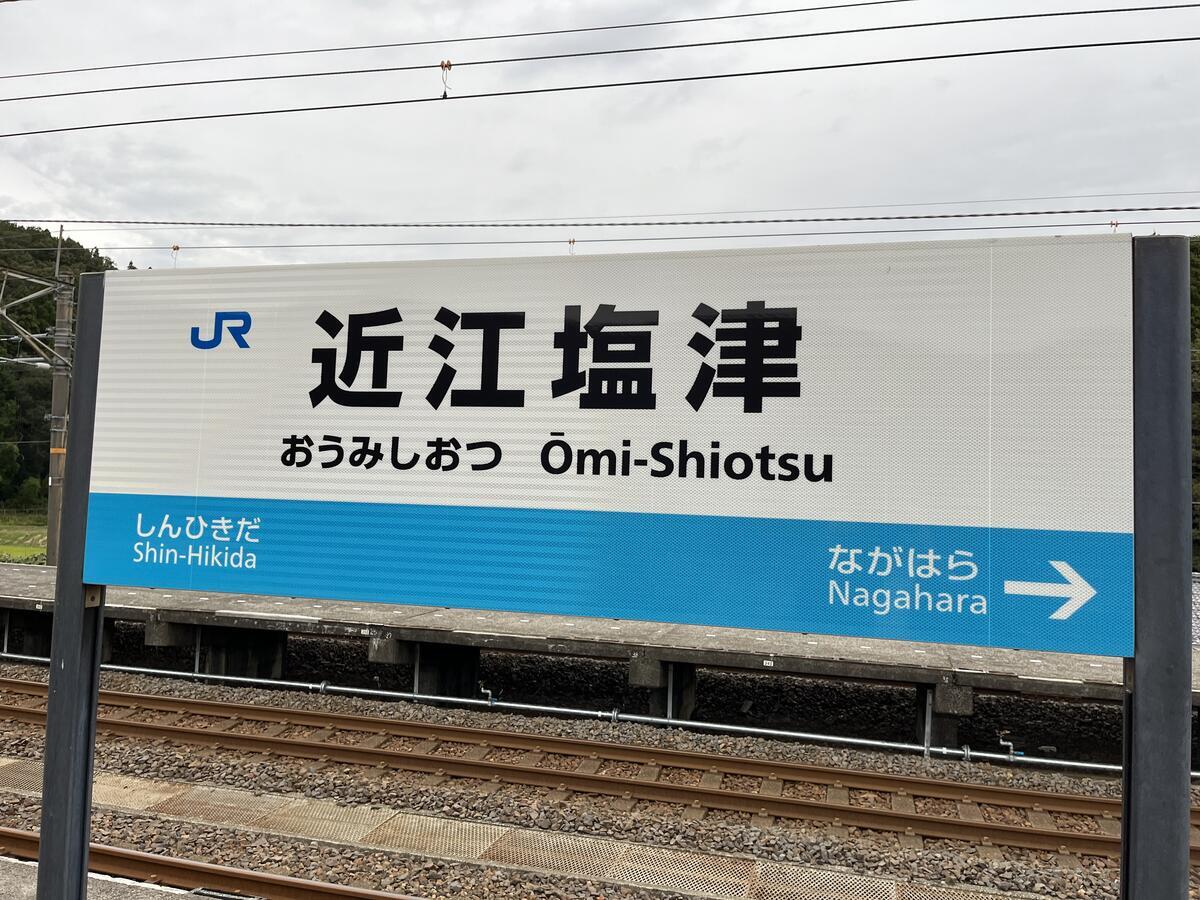 JR 近江塩津
おうみしおつ Ōmi-Shiotsu
しんひきだ
Shin-Hikida
ながはら
Nagahara →